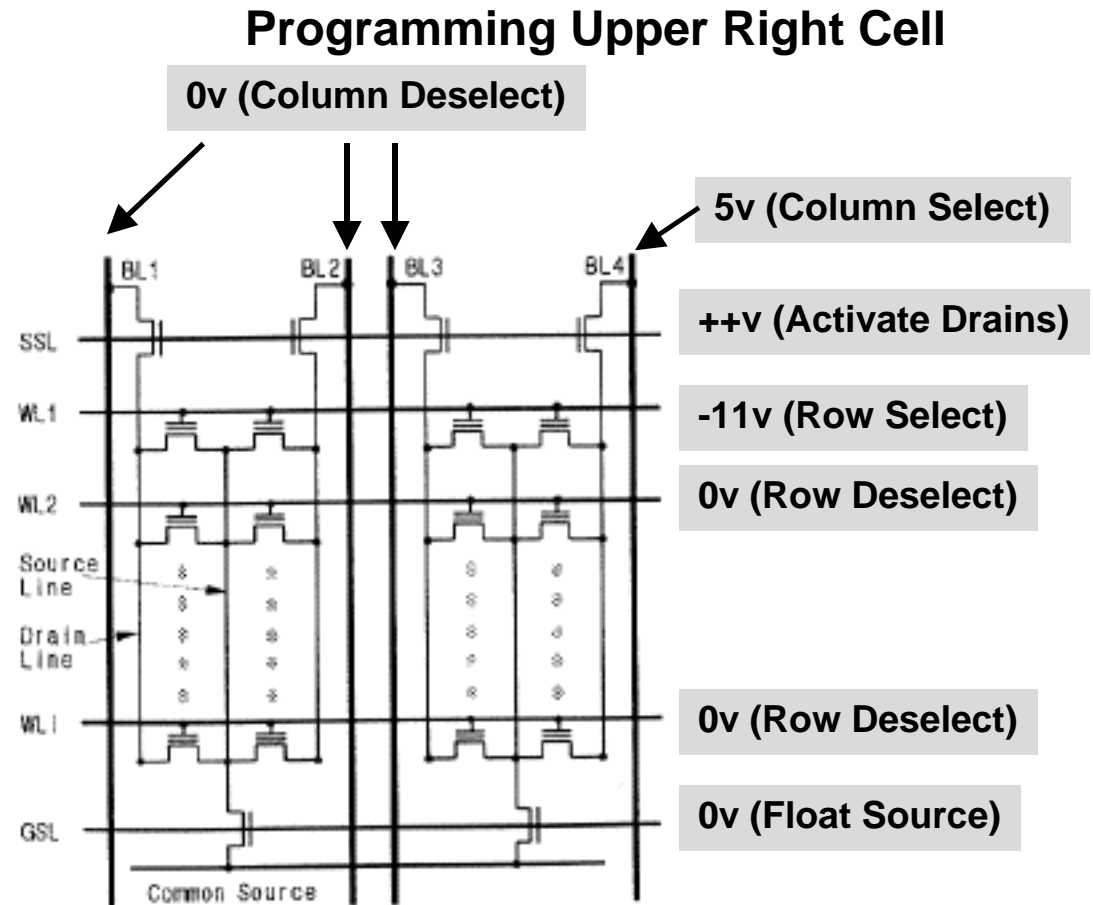 Programming Upper Right Cell
0v (Column Deselect)
5v (Column Select)
BL1
BL2
BL3
BL4
SSL
++v (Activate Drains)
WL1
-11v (Row Select)
WL2
0v (Row Deselect)
Source
Line
Drain
Line
WLi
0v (Row Deselect)
GSL
0v (Float Source)
Common Source